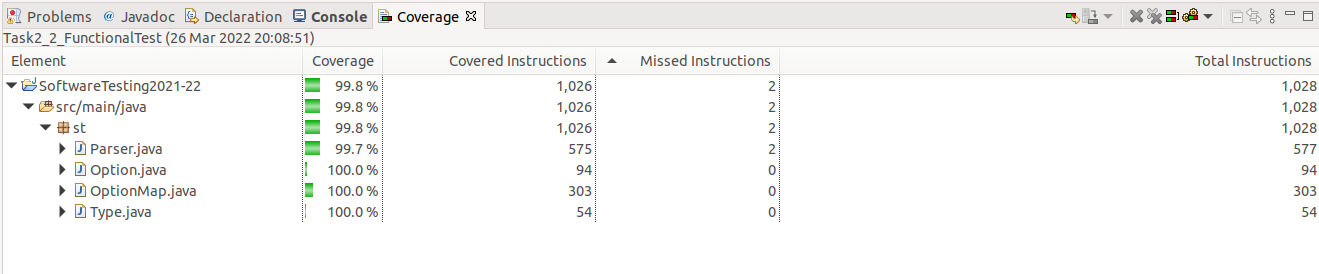 Problems @ Javadoc Declaration Console Coverage
Task2_2_FunctionalTest (26 Mar 2022 20:08:51)
Element Coverage Covered Instructions Missed Instructions Total Instructions
SoftwareTesting2021-22 99.8 % 1,026 2 1,028
src/main/java 99.8 % 1,026 2 1,028
st 99.8 % 1,026 2 1,028
Parser.java 99.7 % 575 2 577
Option.java 100.0 % 94 0 94
OptionMap.java 100.0 % 303 0 303
Type.java 100.0 % 54 0 54